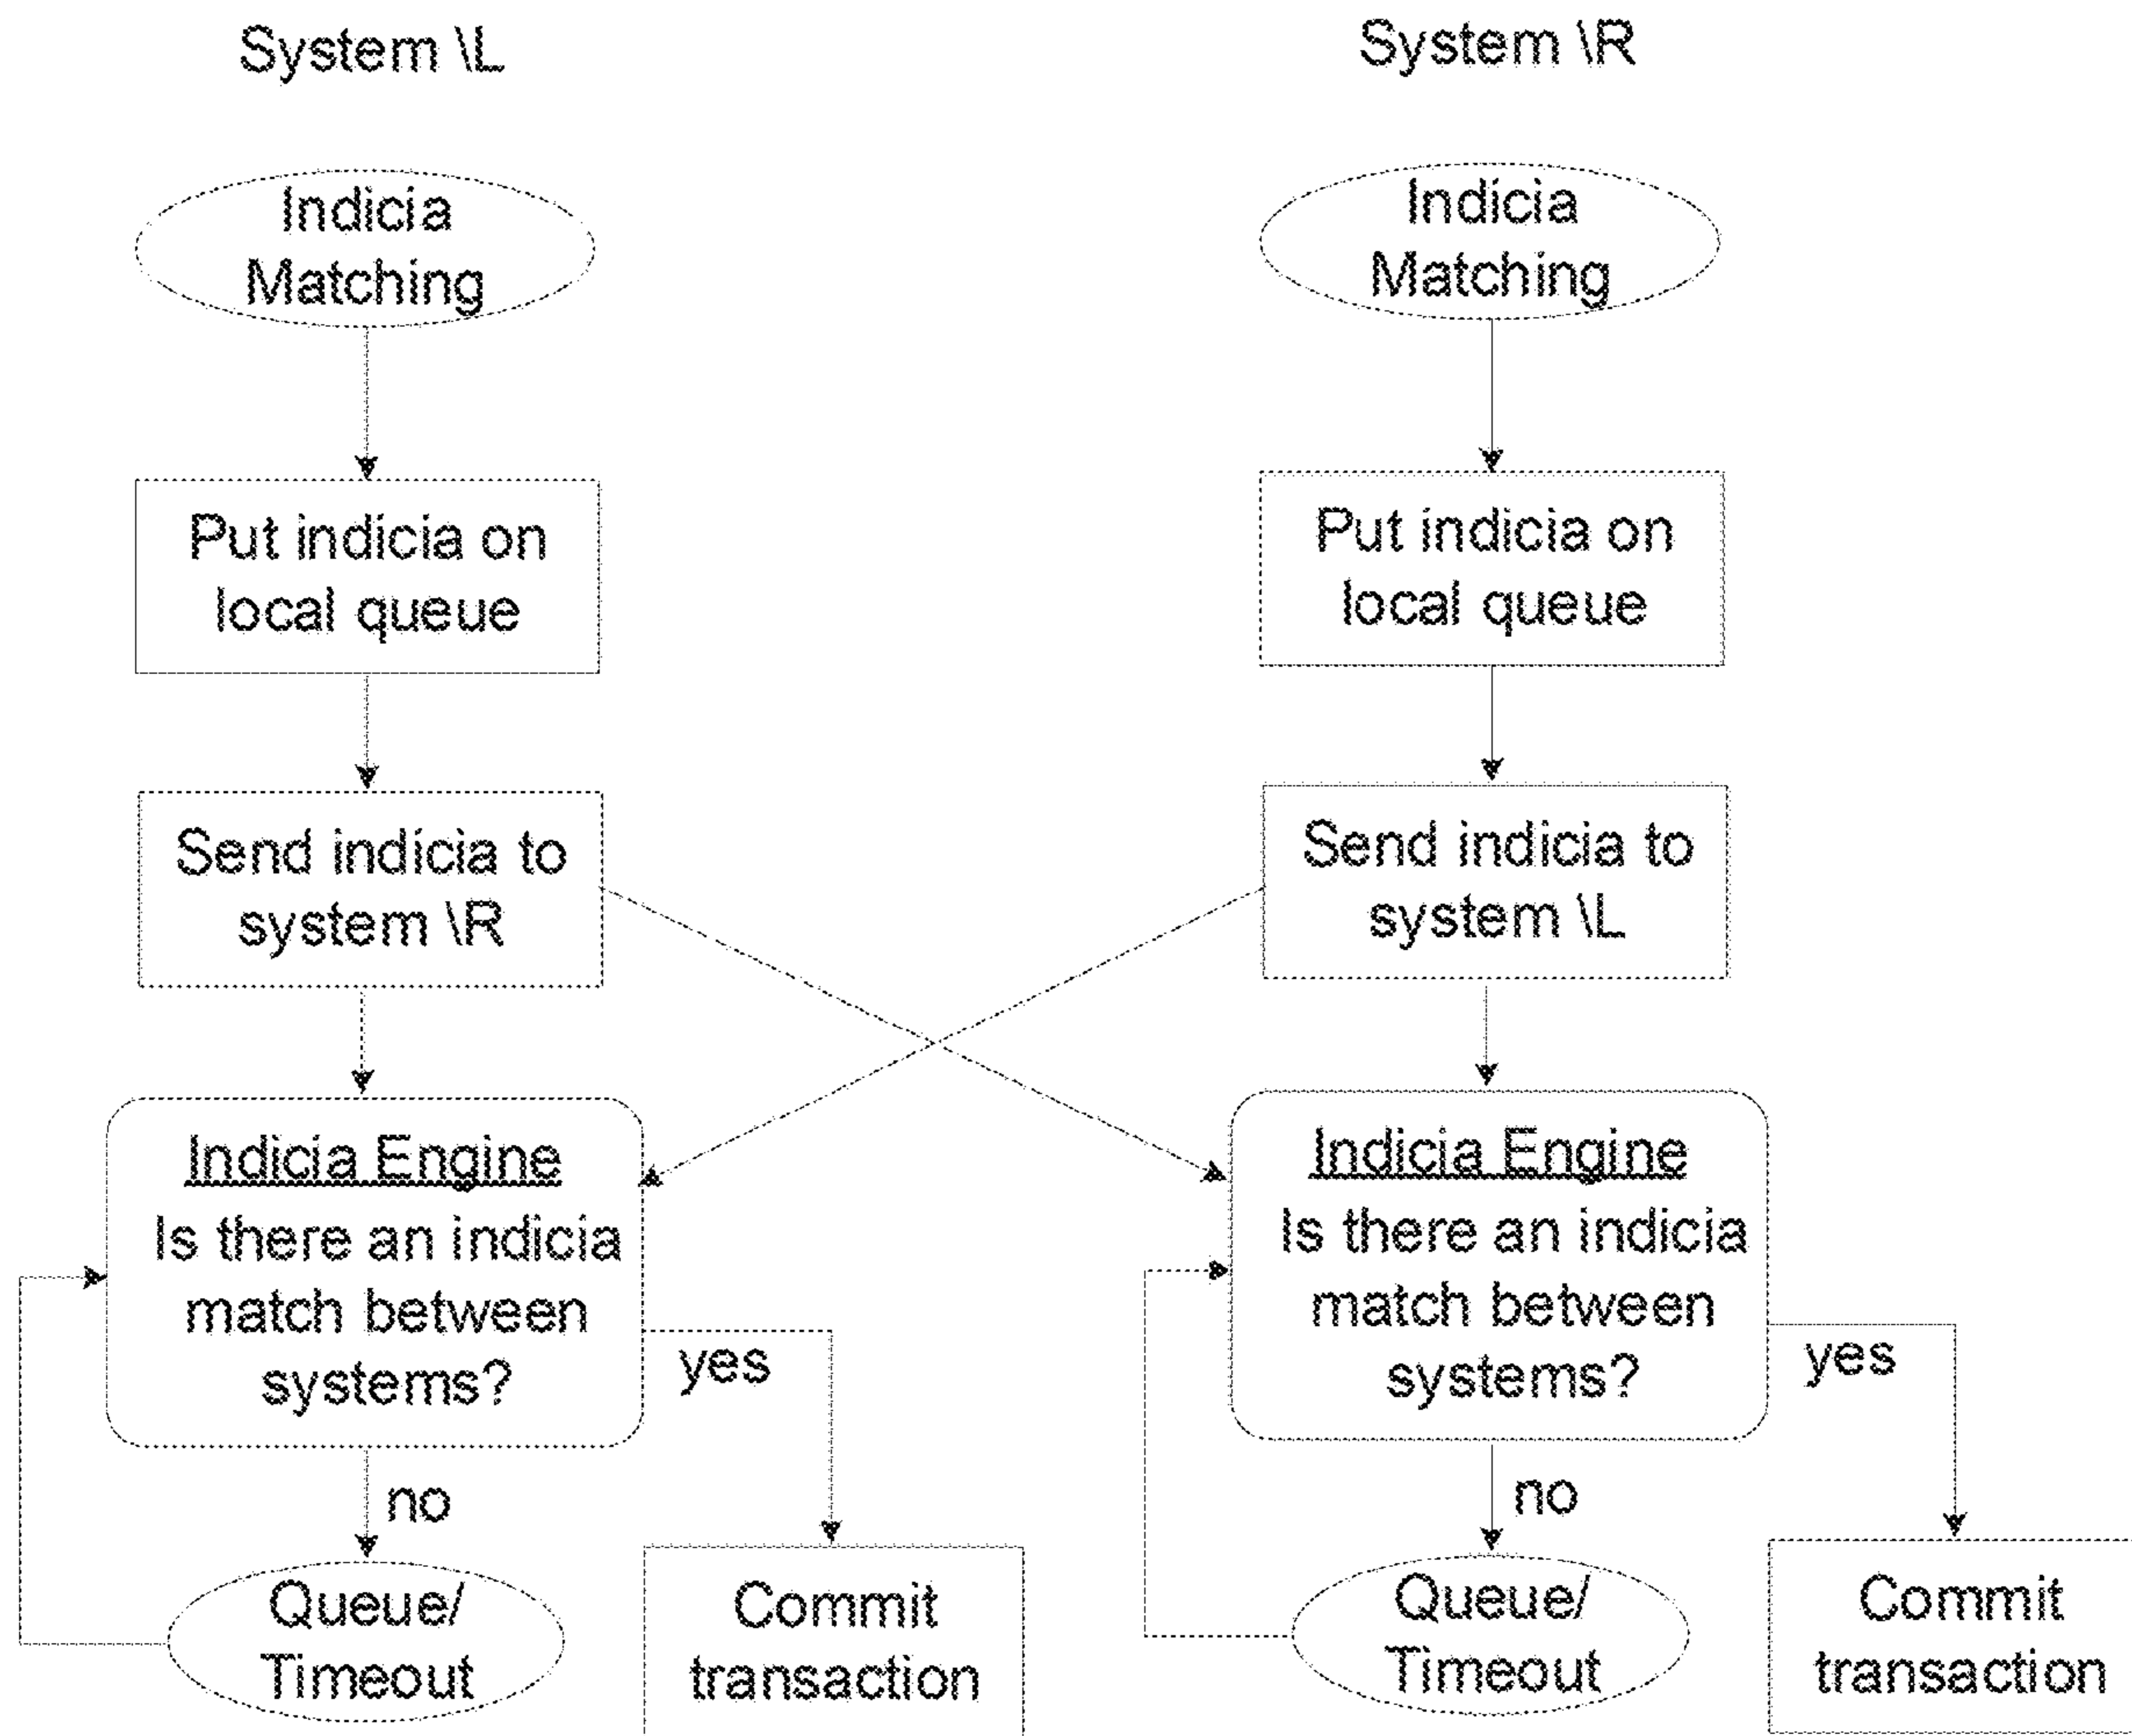 System \L
Indicia
Matching
Put indicia on
local queue
Send indicia to
system \R
Indicia Engine
Is there an indicia
match between
systems?
yes
no
Queue/
Timeout
Commit
transaction
System \R
Indicia
Matching
Put indicia on
local queue
Send indicia to
system \L
Indicia Engine
Is there an indicia
match between
systems?
yes
no
Queue/
Timeout
Commit
transaction